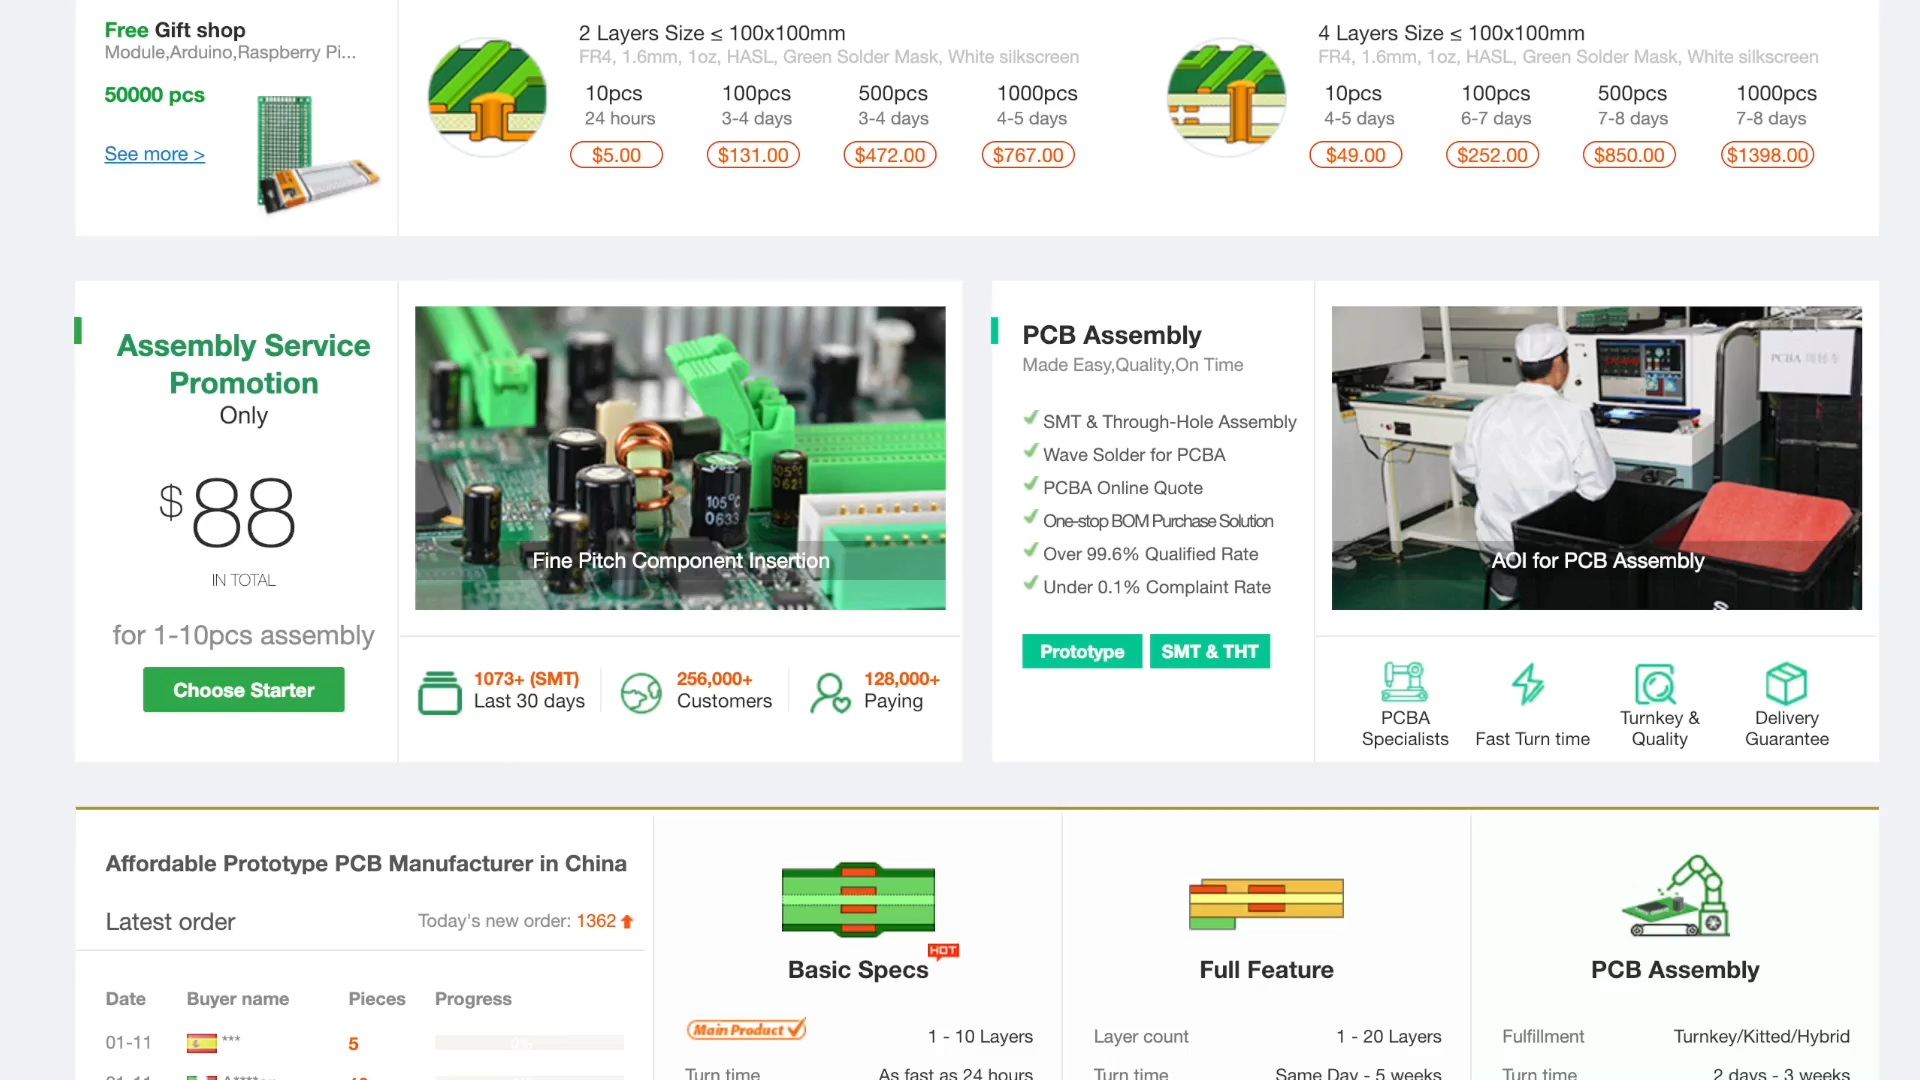 Free Gift shop
Module,Arduino,Raspberry Pi...
50000 pcs
See more >
2 Layers Size ≤ 100x100mm
FR4, 1.6mm, 1oz, HASL, Green Solder Mask, White silkscreen
10pcs 100pcs 500pcs 1000pcs
24 hours 3-4 days 3-4 days 4-5 days
$5.00 $131.00 $472.00 $767.00
4 Layers Size ≤ 100x100mm
FR4, 1.6mm, 1oz, HASL, Green Solder Mask, White silkscreen
10pcs 100pcs 500pcs 1000pcs
4-5 days 6-7 days 7-8 days 7-8 days
$49.00 $252.00 $850.00 $1398.00
Assembly Service
Promotion
Only
$88
IN TOTAL
for 1-10pcs assembly
Choose Starter
105°C
0633
105°C
062
Fine Pitch Component Insertion
1073+ (SMT)
Last 30 days
256,000+
Customers
128,000+
Paying
PCB Assembly
Made Easy,Quality,On Time
SMT & Through-Hole Assembly
Wave Solder for PCBA
PCBA Online Quote
One-stop BOM Purchase Solution
Over 99.6% Qualified Rate
Under 0.1% Complaint Rate
Prototype SMT & THT
PCBA
AOI for PCB Assembly
PCBA
Specialists
Fast Turn time
Turnkey &
Quality
Delivery
Guarantee
Affordable Prototype PCB Manufacturer in China
Latest order Today's new order: 1362
Date Buyer name Pieces Progress
01-11 *** 5 0%
HOT
Basic Specs
Main Product 1 - 10 Layers
Turn time As fast as 24 hours
Full Feature
Layer count 1 - 20 Layers
Turn time Same Day - 5 weeks
PCB Assembly
Fulfillment Turnkey/Kitted/Hybrid
Turn time 2 days - 3 weeks